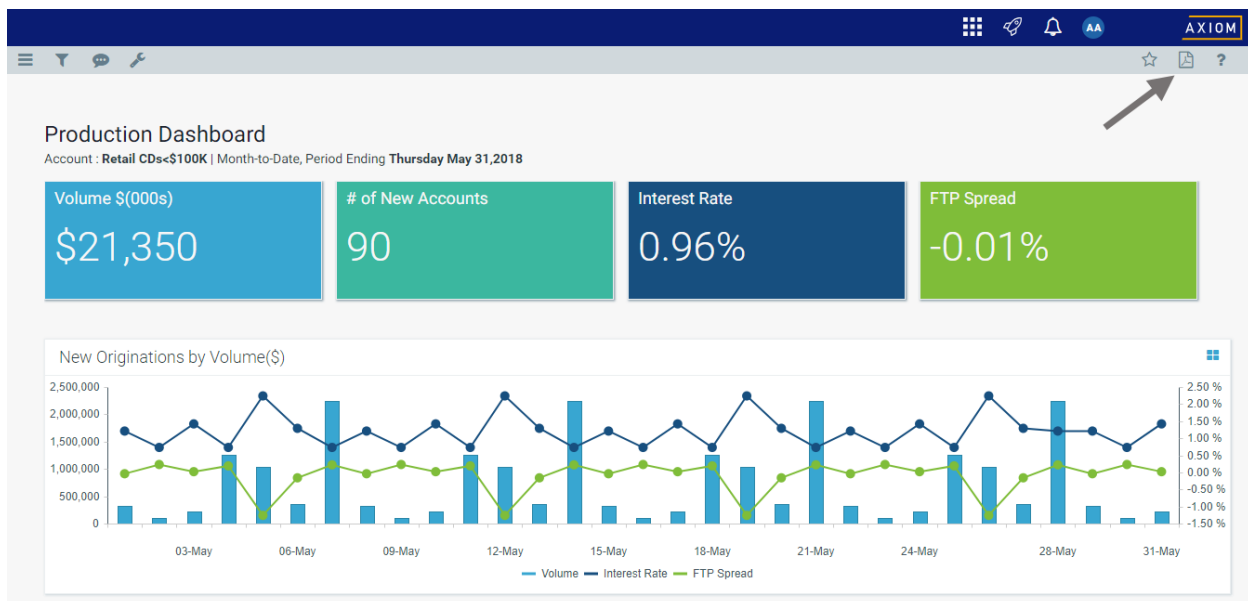 AA
AXIOM
?
Production Dashboard
Account : Retail CDs<$100K | Month-to-Date, Period Ending Thursday May 31,2018
Volume $(000s)
$21,350
# of New Accounts
90
Interest Rate
0.96%
FTP Spread
-0.01%
New Originations by Volume($)
2,500,000
2,000,000
1,500,000
1,000,000
500,000
0
2.50 %
2.00 %
1.50 %
1.00 %
0.50 %
0.00 %
-0.50 %
-1.00 %
-1.50 %
03-May 06-May 09-May 12-May 15-May 18-May 21-May 24-May 28-May 31-May
Volume Interest Rate FTP Spread